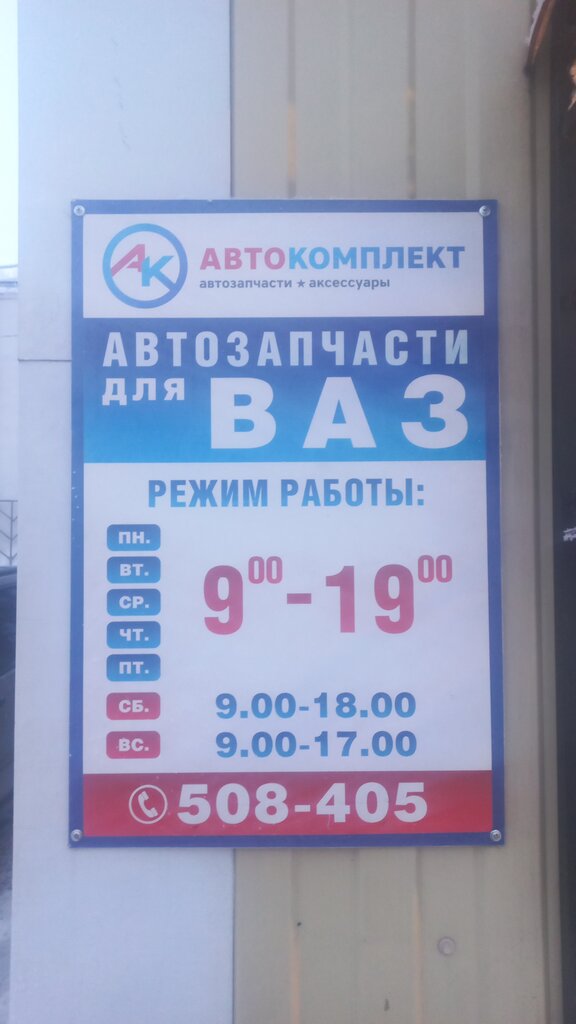 АК
АВТОКОМПЛЕКТ
автозапчасти ★ аксессуары
АВТОЗАПЧАСТИ
ДЛЯ ВАЗ
РЕЖИМ РАБОТЫ:
ПН.
ВТ.
СР.
ЧТ.
ПТ.
9⁰⁰-19⁰⁰
СБ. 9.00-18.00
ВС. 9.00-17.00
508-405